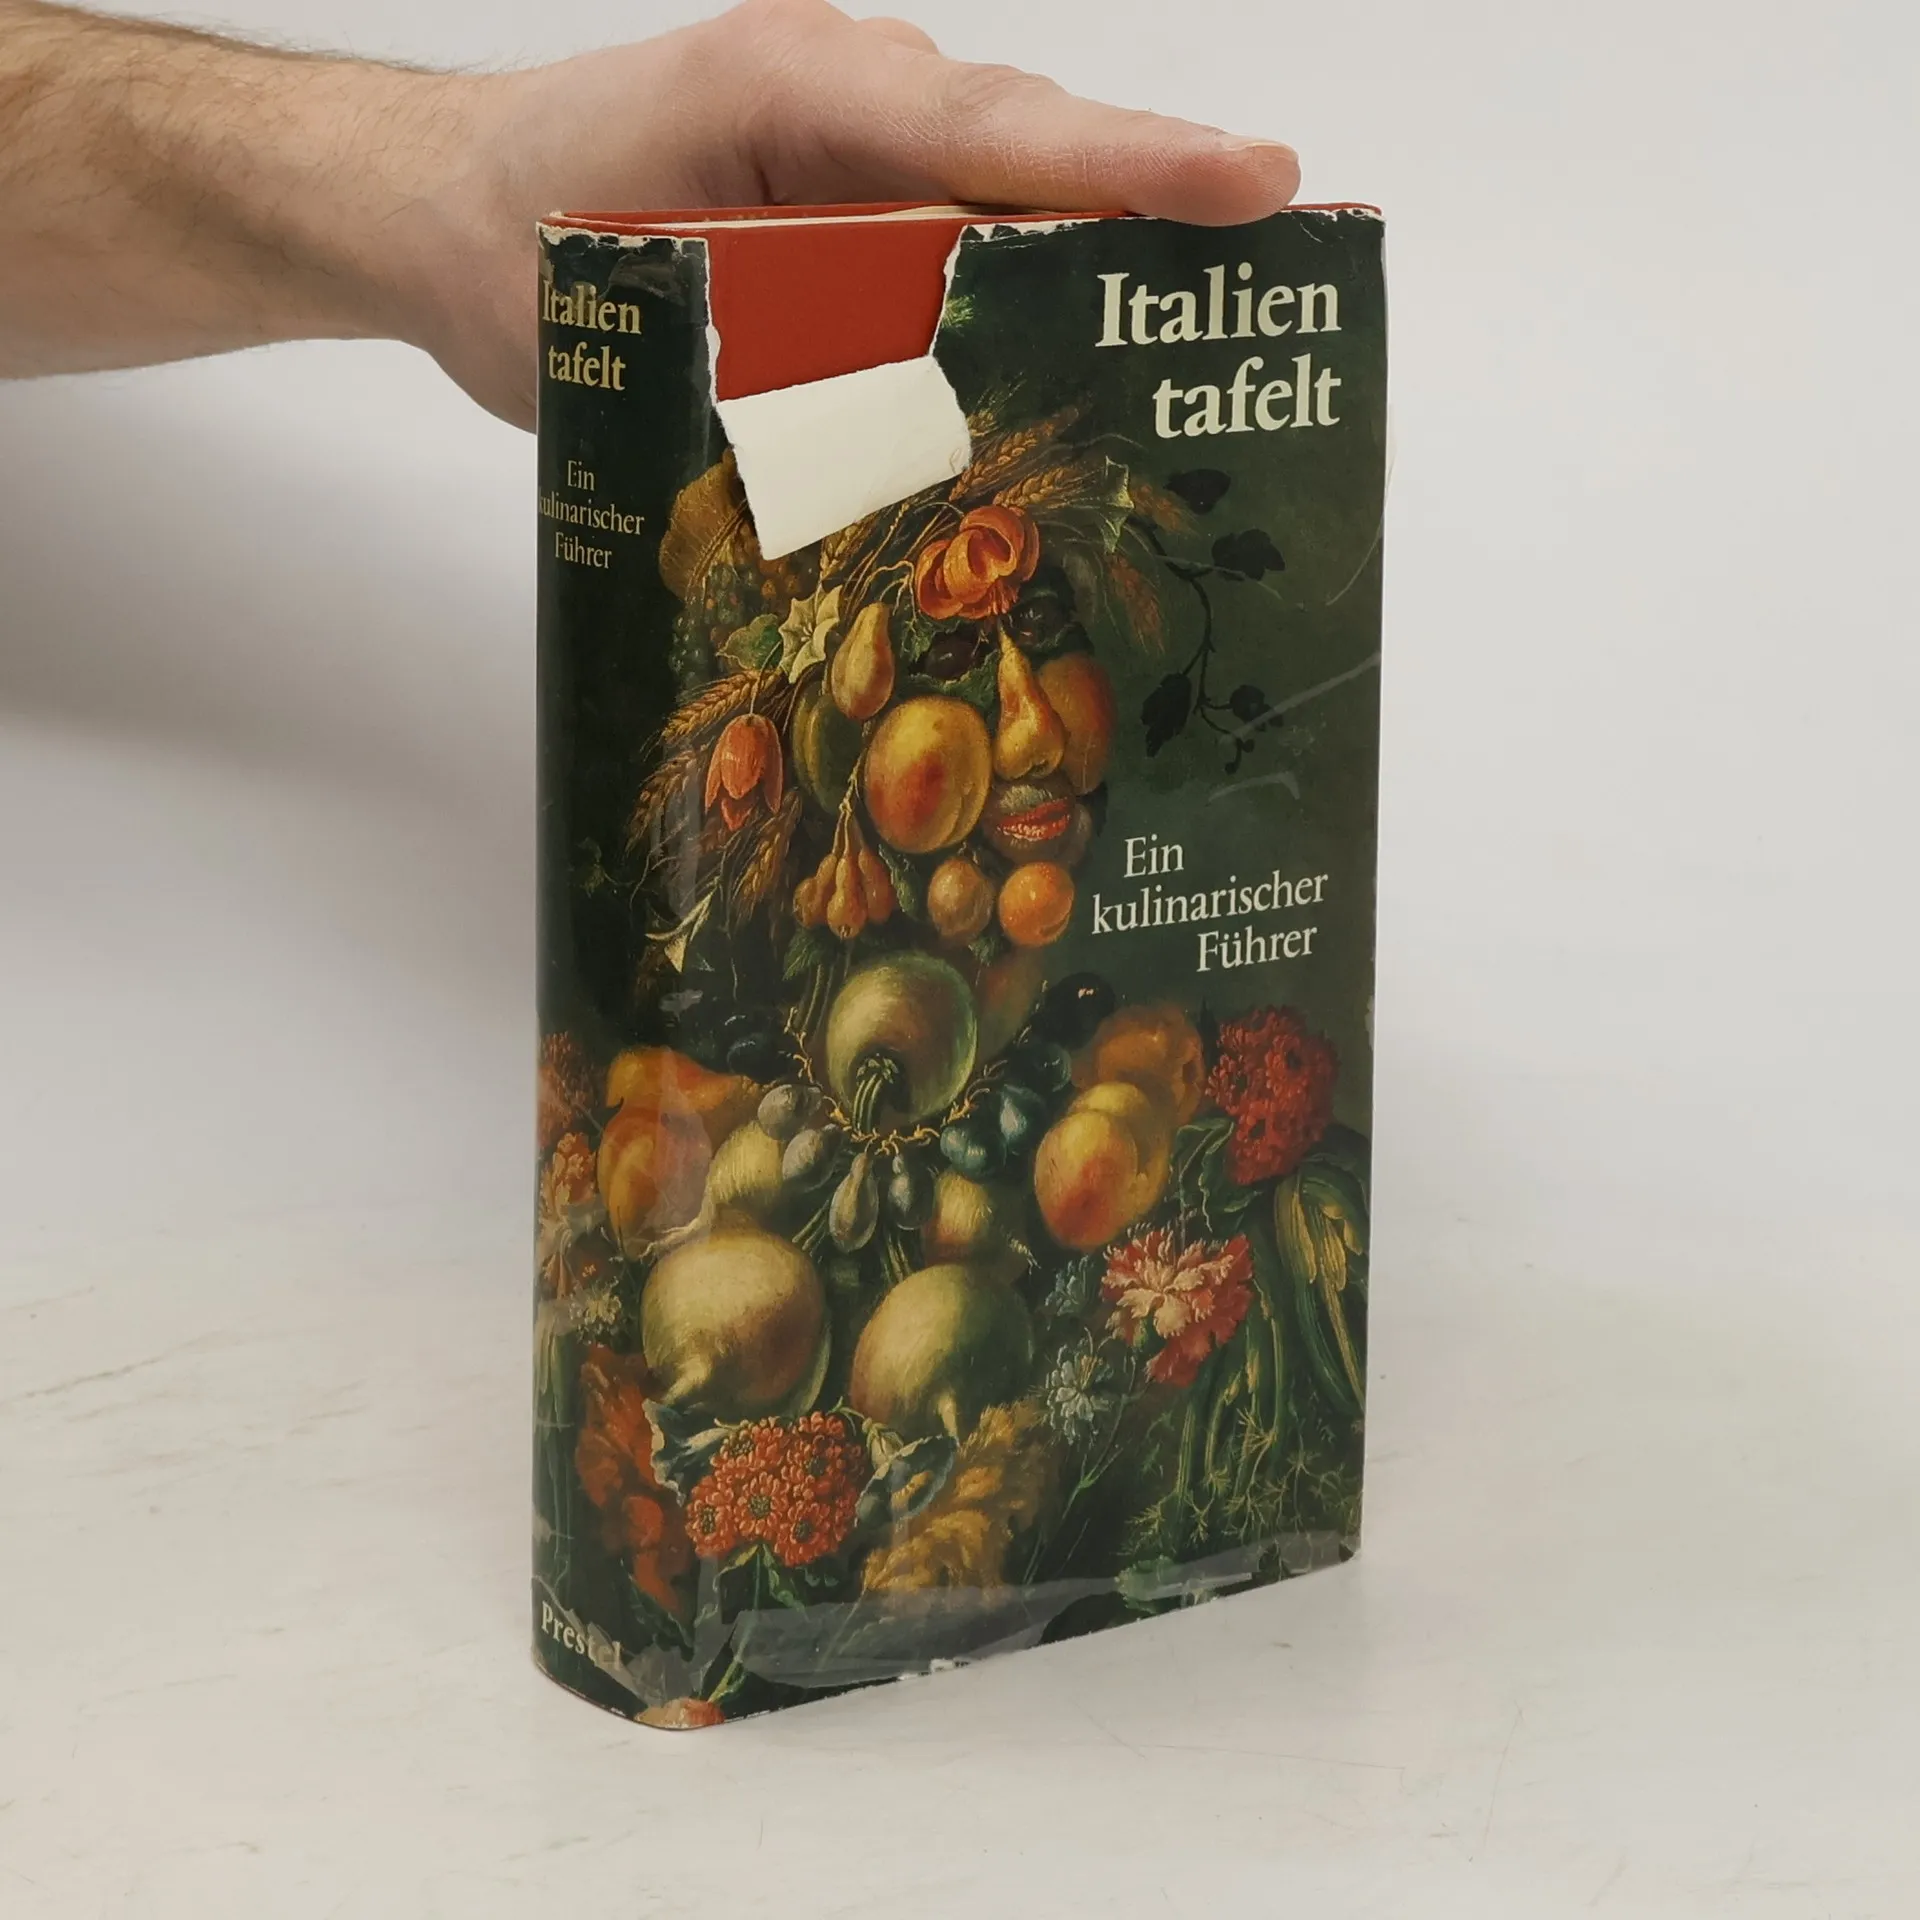 Italien
tafelt
Ein
kulinarischer
Führer
Prestel
Italien
tafelt
Ein
kulinarischer
Führer